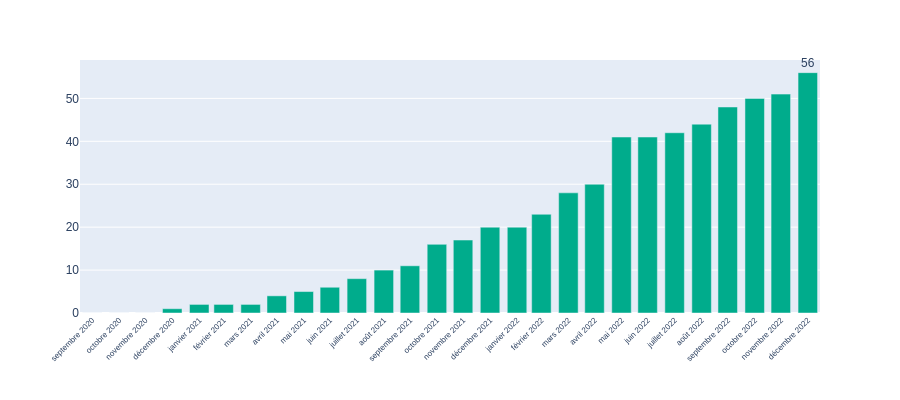 56
50
40
30
20
10
0
septembre 2020
octobre 2020
novembre 2020
décembre 2020
janvier 2021
février 2021
mars 2021
avril 2021
mai 2021
juin 2021
juillet 2021
août 2021
septembre 2021
octobre 2021
novembre 2021
décembre 2021
janvier 2022
février 2022
mars 2022
avril 2022
mai 2022
juin 2022
juillet 2022
août 2022
septembre 2022
octobre 2022
novembre 2022
décembre 2022